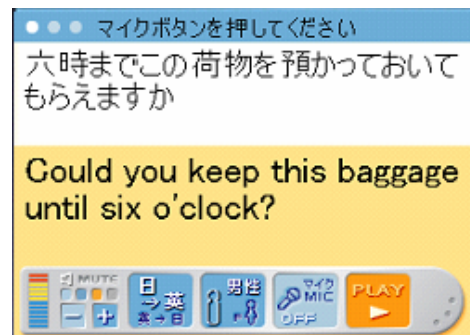 マイクボタンを押してください
六時までこの荷物を預かっておいて
もらえますか
Could you keep this baggage
until six o'clock?
MUTE
日→英
英→日
男性
マイク
MIC
OFF
PLAY